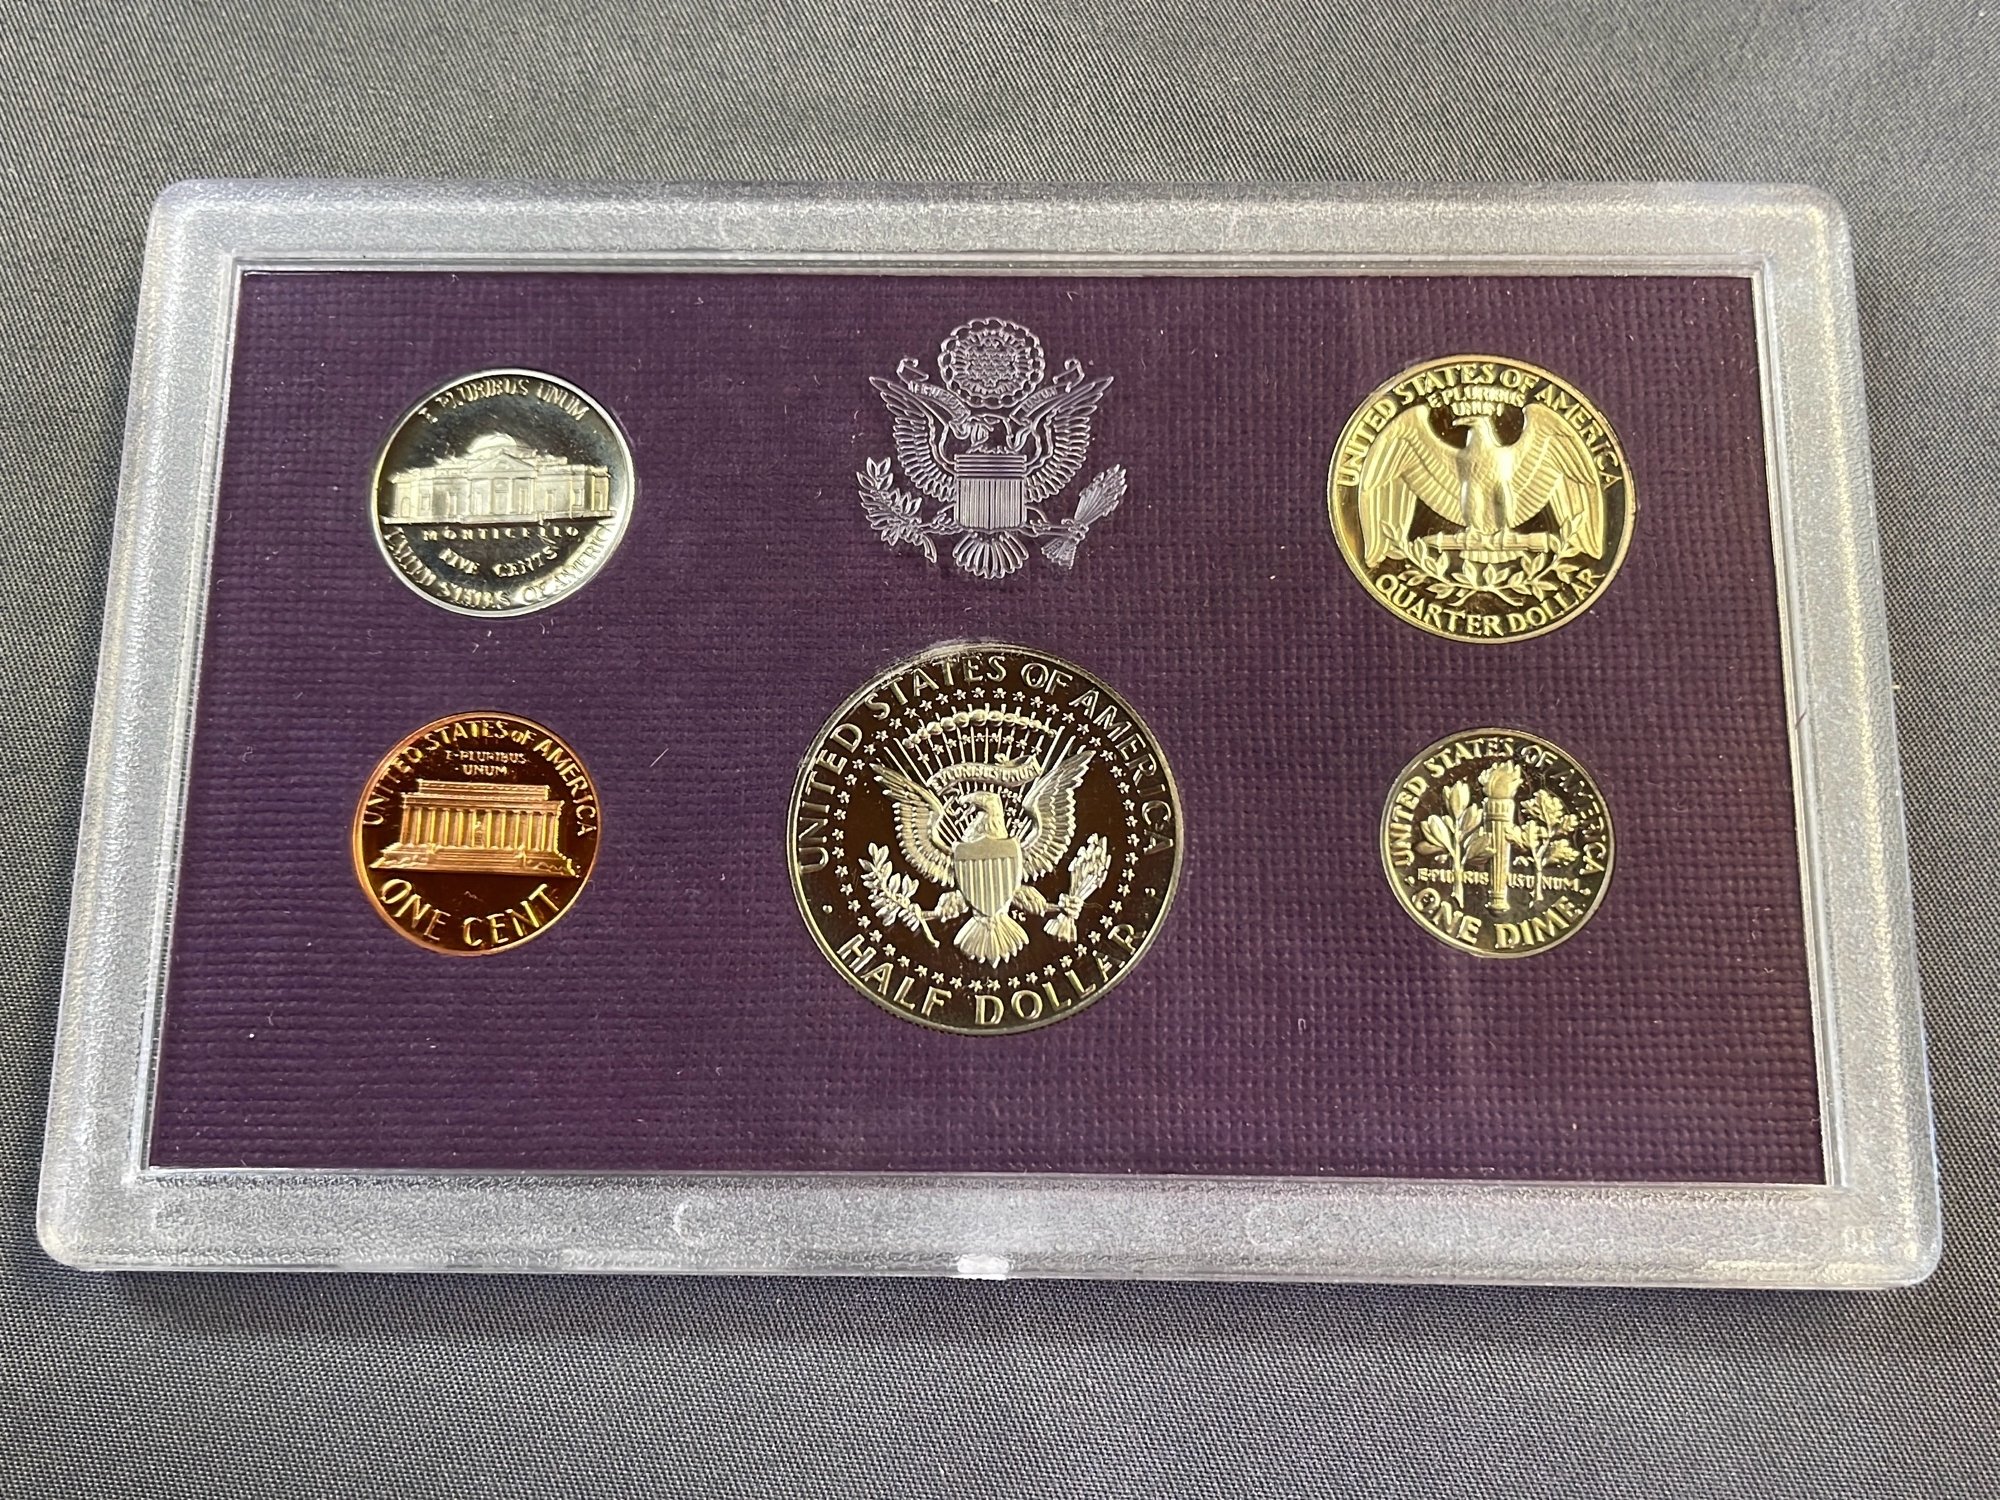 E PLURIBUS UNUM
MONTICELLO
FIVE CENTS
UNITED STATES OF AMERICA
UNITED STATES OF AMERICA
E PLURIBUS
UNUM
QUARTER DOLLAR
UNITED STATES OF AMERICA
E·PLURIBUS·
UNUM
ONE CENT
UNITED STATES OF AMERICA
E PLURIBUS UNUM
FG
HALF DOLLAR
UNITED STATES OF AMERICA
E·PLURIBUS UNUM
ONE DIME